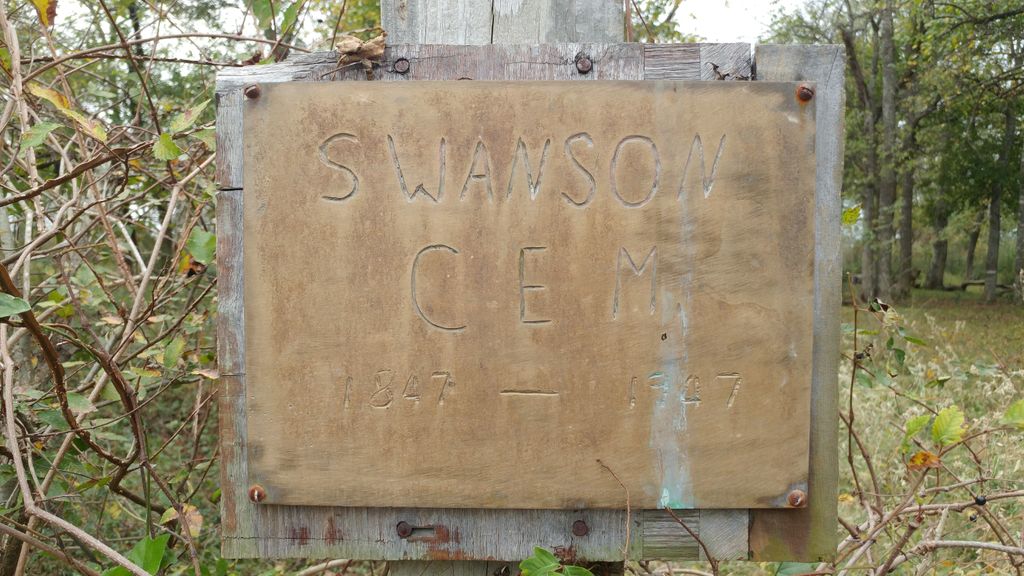 SWANSON
CEM
1847 — 1947